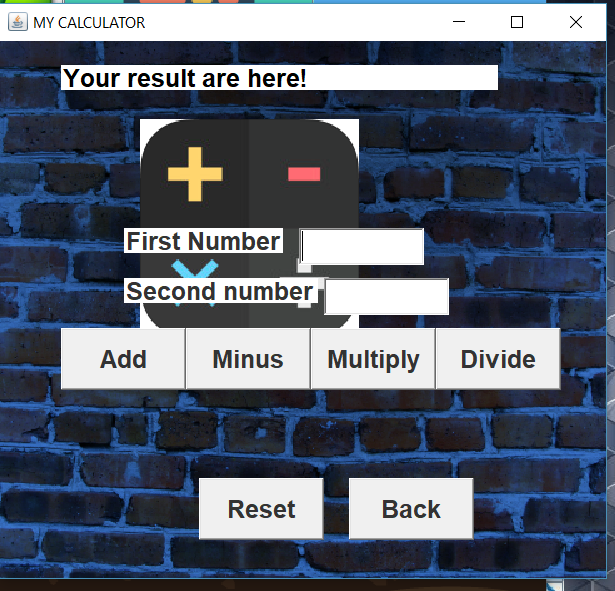 MY CALCULATOR
Your result are here!
First Number
Second number
Add Minus Multiply Divide
Reset Back